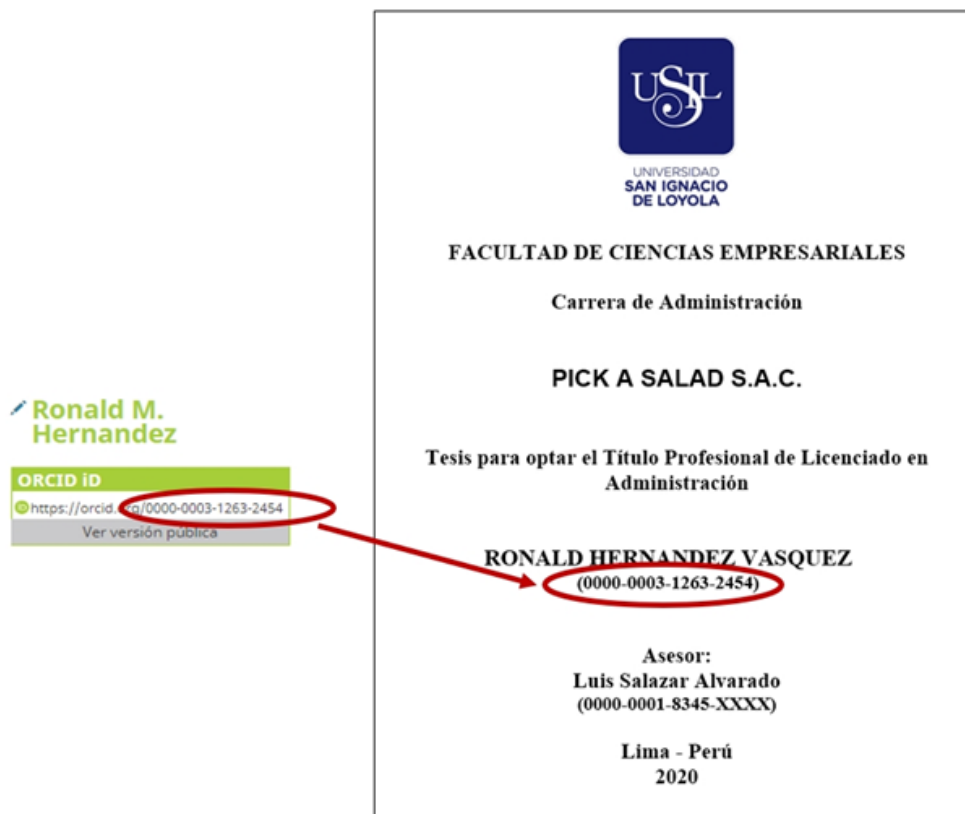 Ronald M.
Hernandez
ORCID iD
https://orcid.org/0000-0003-1263-2454
Ver versión pública
USIL
UNIVERSIDAD
SAN IGNACIO
DE LOYOLA
FACULTAD DE CIENCIAS EMPRESARIALES
Carrera de Administración
PICK A SALAD S.A.C.
Tesis para optar el Título Profesional de Licenciado en
Administración
RONALD HERNANDEZ VASQUEZ
(0000-0003-1263-2454)
Asesor:
Luis Salazar Alvarado
(0000-0001-8345-XXXX)
Lima - Perú
2020